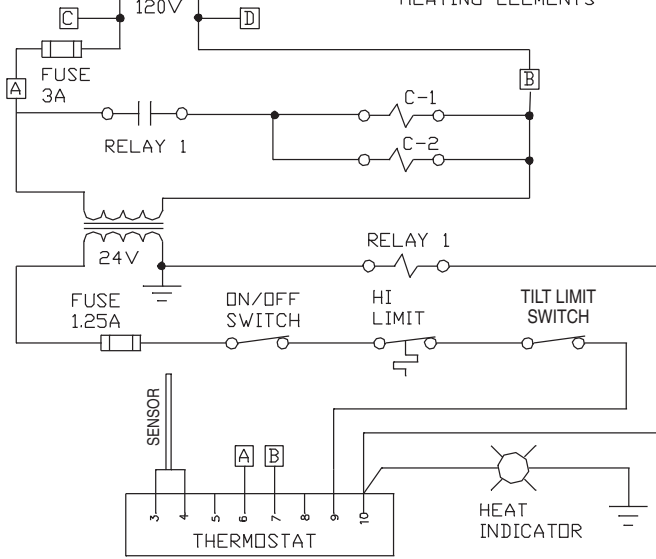 HEATING ELEMENTS
C
120V
D
FUSE
3A
A
B
C-1
RELAY 1
C-2
24V
RELAY 1
FUSE
1.25A
ON/OFF
SWITCH
HI
LIMIT
TILT LIMIT
SWITCH
SENSOR
A
B
3
4
5
6
7
8
9
10
THERMOSTAT
HEAT
INDICATOR